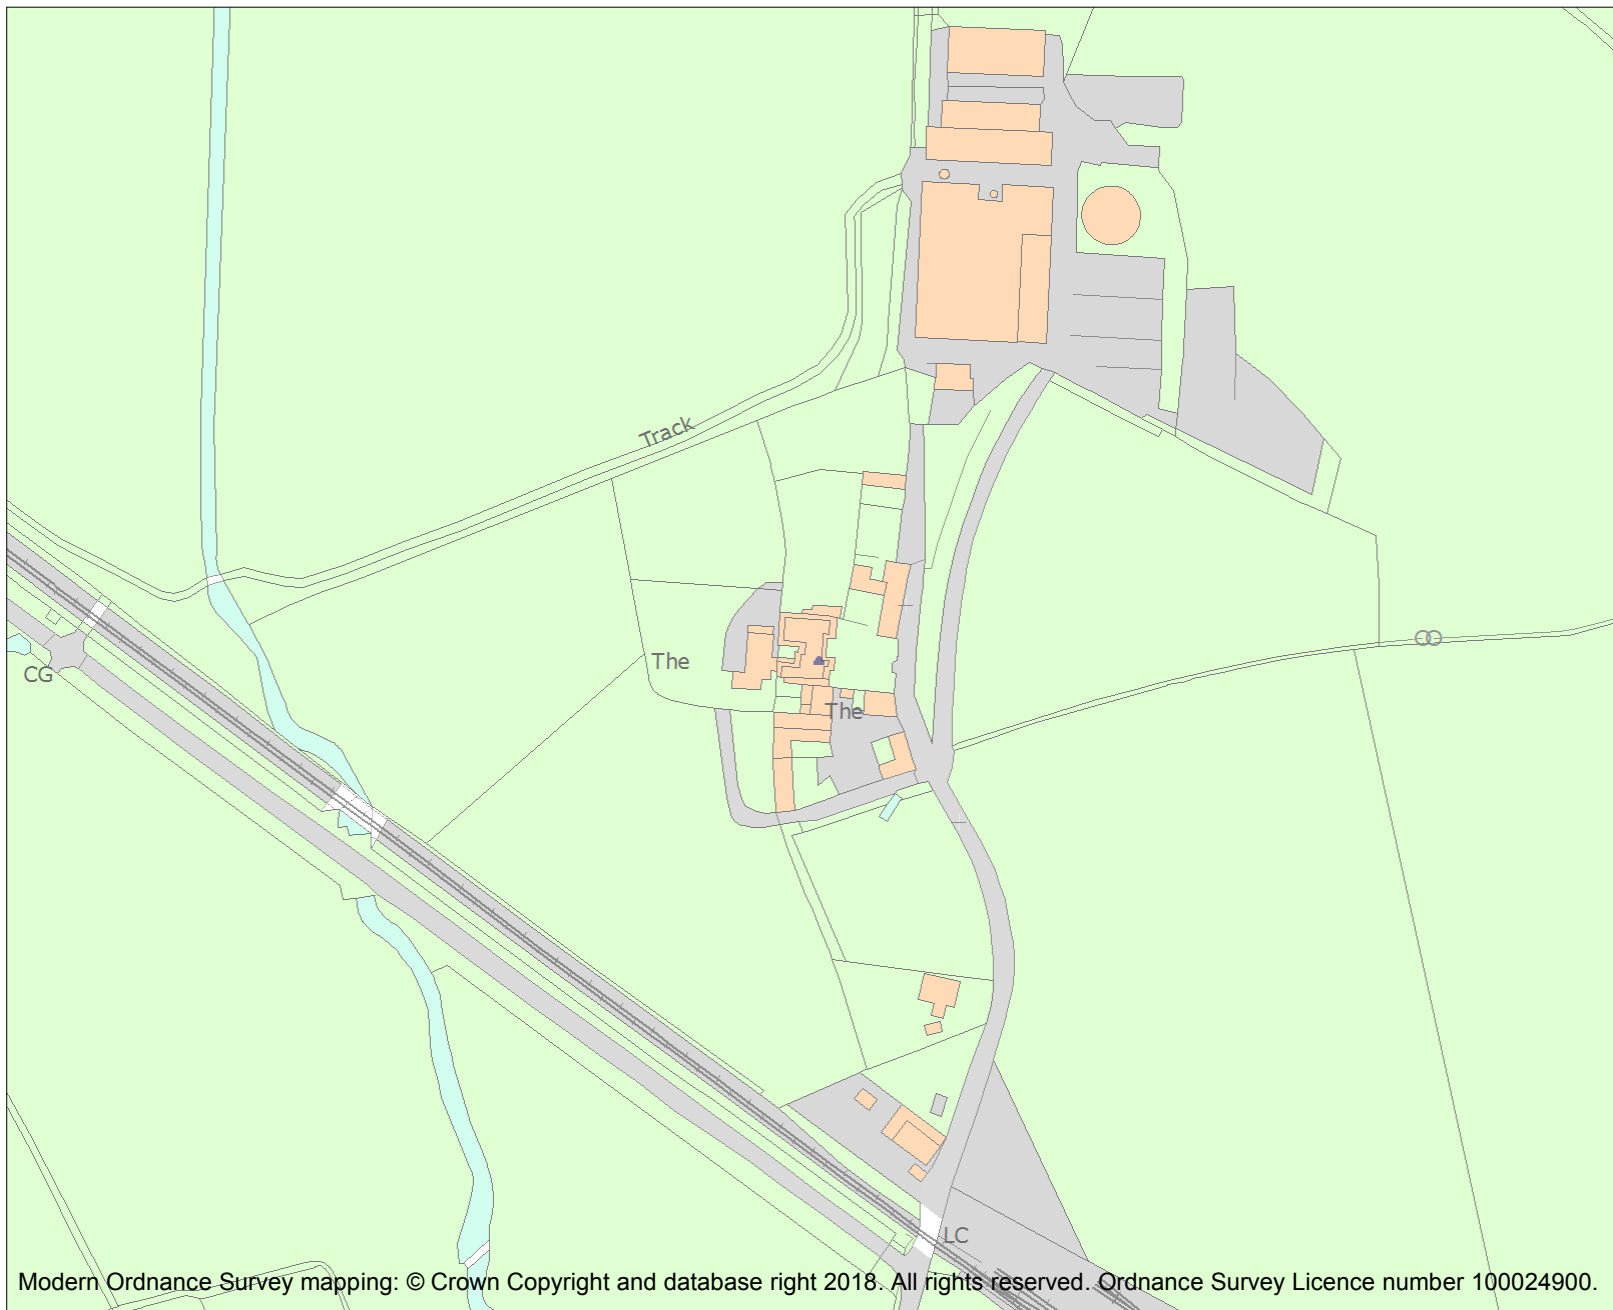 Track
The
CG
The
LC
Modern Ordnance Survey mapping: © Crown Copyright and database right 2018. All rights reserved. Ordnance Survey Licence number 100024900.